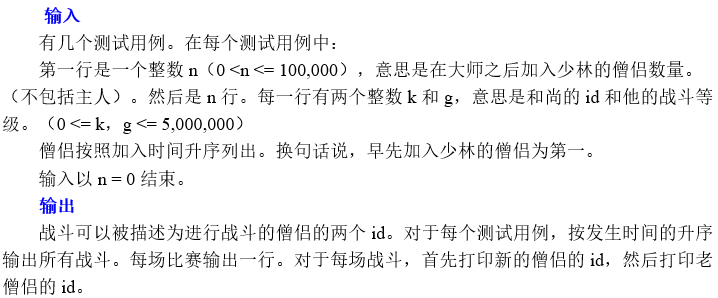 输入
有几个测试用例。在每个测试用例中：
第一行是一个整数 n（0 <n <= 100,000），意思是在大师之后加入少林的僧侣数量。
（不包括主人）。然后是 n 行。每一行有两个整数 k 和 g，意思是和尚的 id 和他的战斗等
级。（0 <= k，g <= 5,000,000）
僧侣按照加入时间升序列出。换句话说，早先加入少林的僧侣为第一。
输入以 n = 0 结束。
输出
战斗可以被描述为进行战斗的僧侣的两个 id。对于每个测试用例，按发生时间的升序
输出所有战斗。每场比赛输出一行。对于每场战斗，首先打印新的僧侣的 id，然后打印老
僧侣的 id。